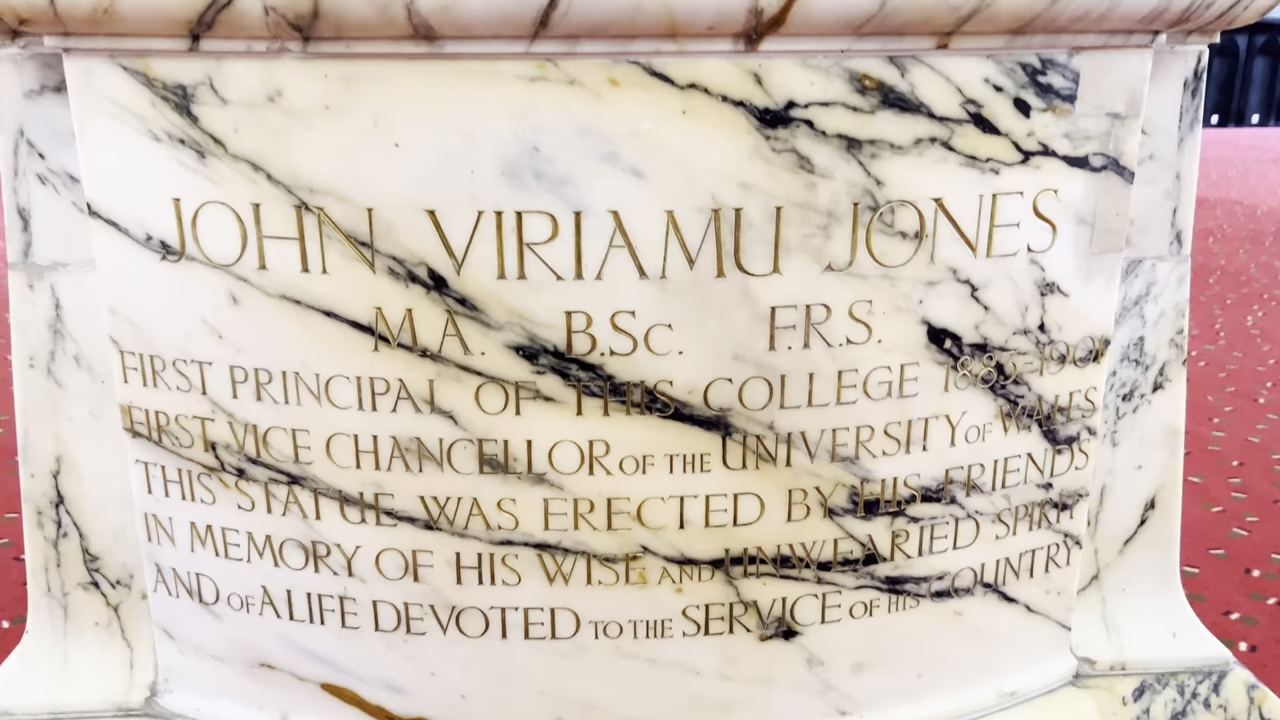 JOHN VIRIAMU JONES
M.A. B.Sc. F.R.S.
FIRST PRINCIPAL OF THIS COLLEGE 1883-1901
FIRST VICE CHANCELLOR OF THE UNIVERSITY OF WALES
THIS STATUE WAS ERECTED BY HIS FRIENDS
IN MEMORY OF HIS WISE AND UNWEARIED SPIRIT
AND OF A LIFE DEVOTED TO THE SERVICE OF HIS COUNTRY